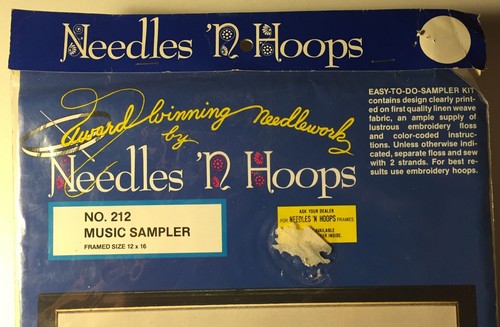 Needles 'N Hoops
award winning needlework
by
Needles 'N Hoops
EASY-TO-DO-SAMPLER KIT
contains design clearly print-
ed on first quality linen weave
fabric, an ample supply of
lustrous embroidery floss
and color-coded instruc-
tions. Unless otherwise indi-
cated, separate floss and sew
with 2 strands. For best re-
sults use embroidery hoops.
NO. 212
MUSIC SAMPLER
FRAMED SIZE 12 x 16
ASK YOUR DEALER
FOR NEEDLES 'N HOOPS FRAMES
AVAILABLE
INSIDE.